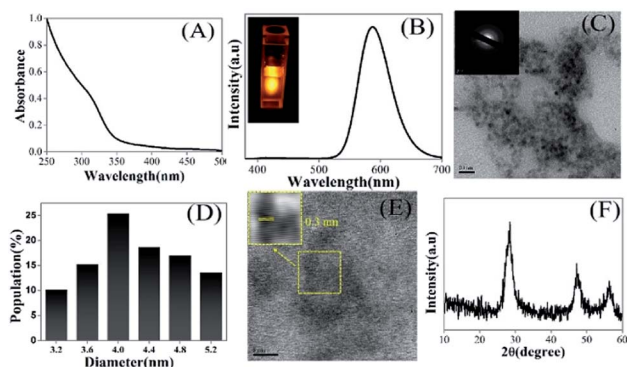 (A)
Absorbance
1.0
0.8
0.6
0.4
0.2
0.0
250 300 350 400 450 500
Wavelength(nm)
(B)
Intensity(a.u)
400 500 600 700
Wavelength(nm)
(C)
(D)
Population(%)
25
20
15
10
5
0
3.2 3.6 4.0 4.4 4.8 5.2
Diameter(nm)
(E)
0.3 nm
(F)
Intensity(a.u)
10 20 30 40 50 60
2θ(degree)